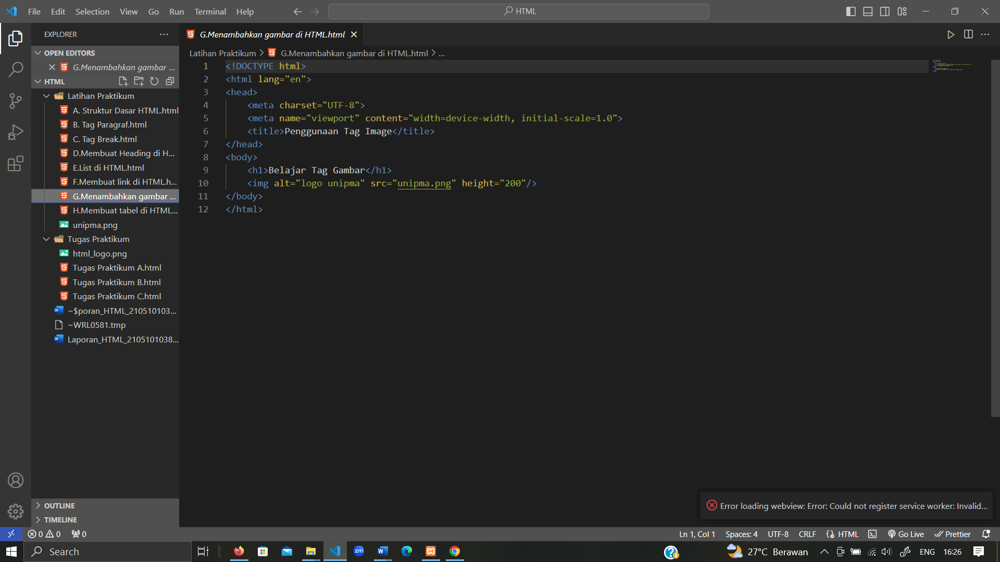 File Edit Selection View Go Run Terminal Help
HTML
EXPLORER
OPEN EDITORS
G.Menambahkan gambar ...
HTML
Latihan Praktikum
A. Struktur Dasar HTML.html
B. Tag Paragraf.html
C. Tag Break.html
D.Membuat Heading di H...
E.List di HTML.html
F.Membuat link di HTML.h...
G.Menambahkan gambar ...
H.Membuat tabel di HTML...
unipma.png
Tugas Praktikum
html_logo.png
Tugas Praktikum A.html
Tugas Praktikum B.html
Tugas Praktikum C.html
~$poran_HTML_210510103...
~WRL0581.tmp
Laporan_HTML_2105101038...
OUTLINE
TIMELINE
G.Menambahkan gambar di HTML.html
Latihan Praktikum > G.Menambahkan gambar di HTML.html > ...
1 <!DOCTYPE html>
2 <html lang="en">
3 <head>
4 <meta charset="UTF-8">
5 <meta name="viewport" content="width=device-width, initial-scale=1.0">
6 <title>Penggunaan Tag Image</title>
7 </head>
8 <body>
9 <h1>Belajar Tag Gambar</h1>
10 <img alt="logo unipma" src="unipma.png" height="200"/>
11 </body>
12 </html>
Error loading webview: Error: Could not register service worker: Invalid...
0 0 0
Ln 1, Col 1 Spaces: 4 UTF-8 CRLF HTML Go Live Prettier
Search
zm
27°C Berawan
ENG 16:26